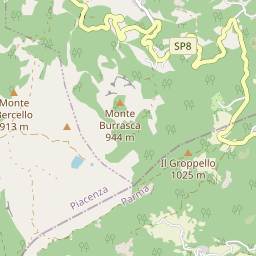 SP8
Monte
Bercello
913 m
Monte
Burrasca
944 m
Il Groppello
1025 m
Piacenza
Parma